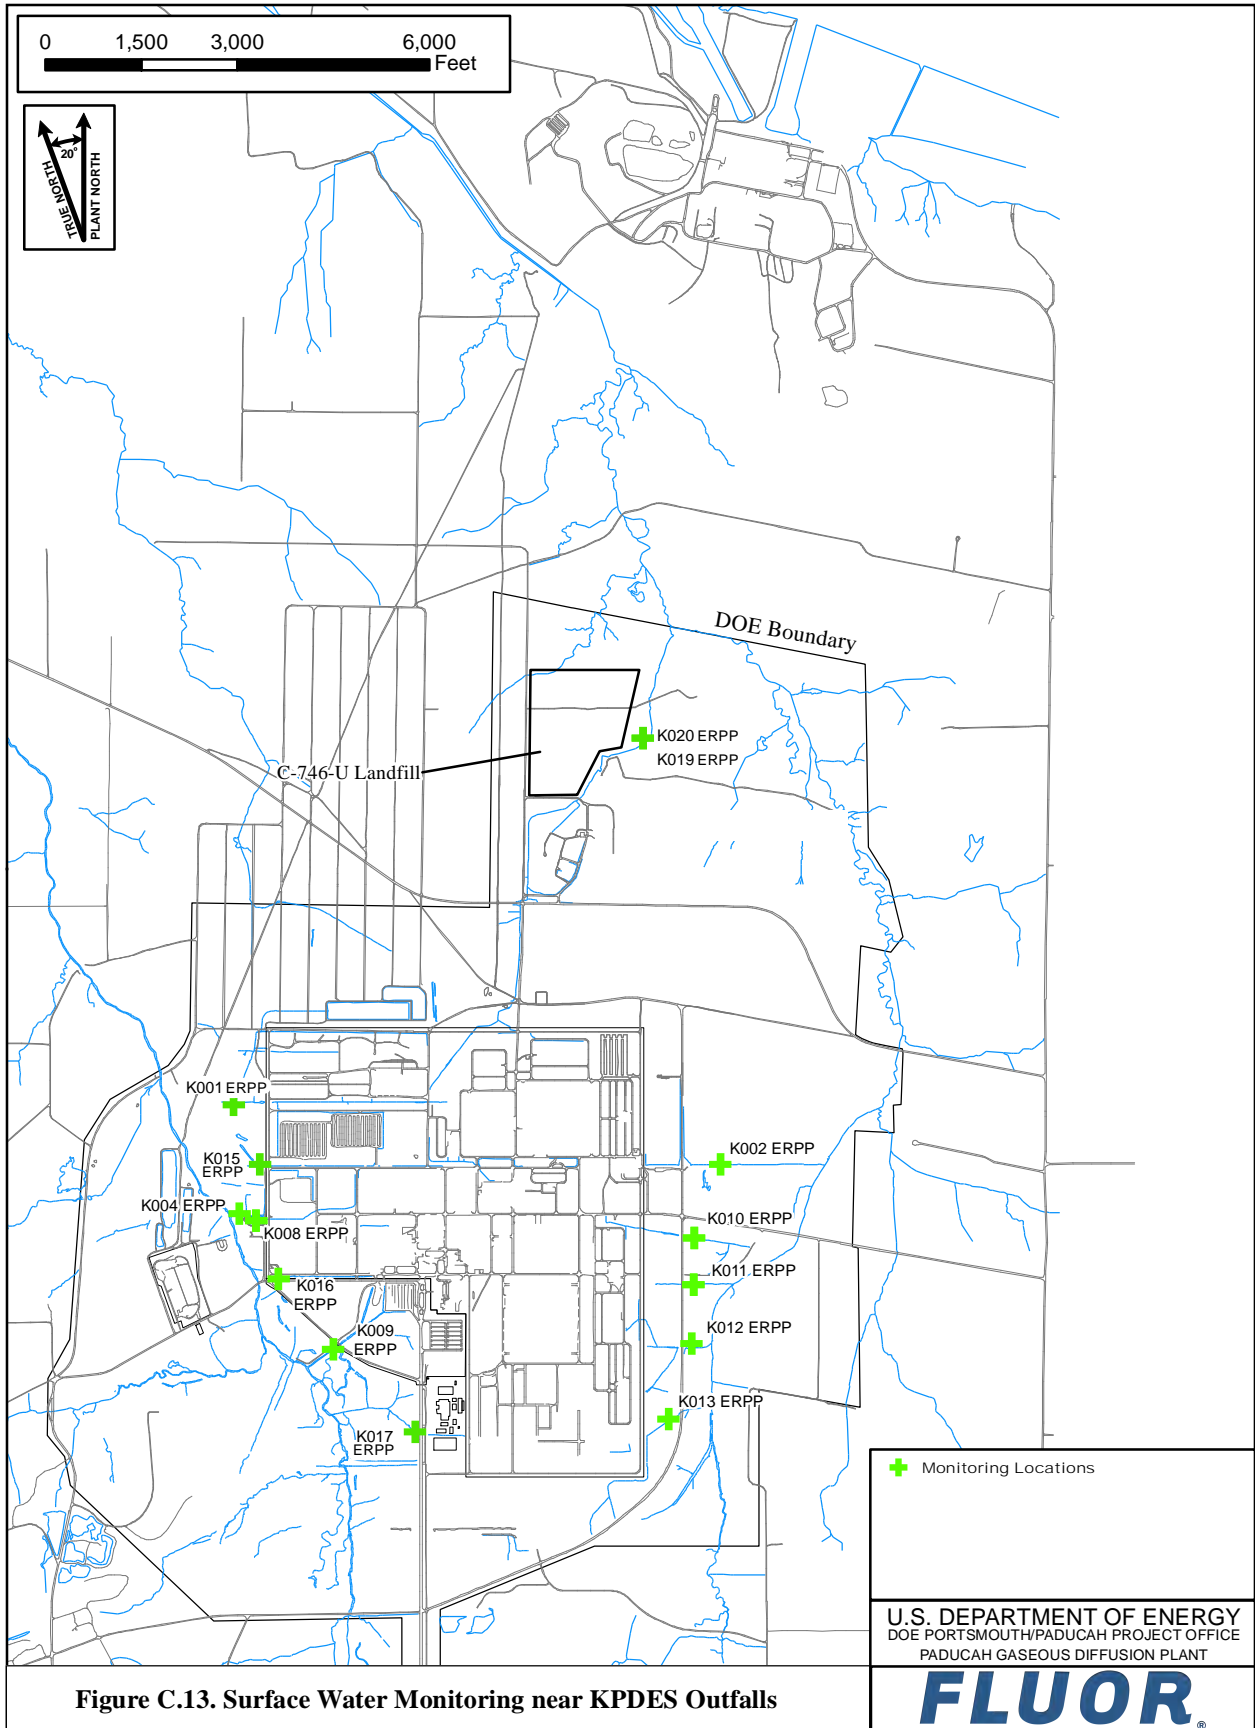 0 1,500 3,000 6,000
Feet
20°
TRUE NORTH
PLANT NORTH
DOE Boundary
K020 ERPP
K019 ERPP
C-746-U Landfill
K001 ERPP
K015
ERPP
K002 ERPP
K004 ERPP
K008 ERPP
K010 ERPP
K011 ERPP
K016
ERPP
K009
ERPP
K012 ERPP
K013 ERPP
K017
ERPP
Monitoring Locations
U.S. DEPARTMENT OF ENERGY
DOE PORTSMOUTH/PADUCAH PROJECT OFFICE
PADUCAH GASEOUS DIFFUSION PLANT
Figure C.13. Surface Water Monitoring near KPDES Outfalls
FLUOR®